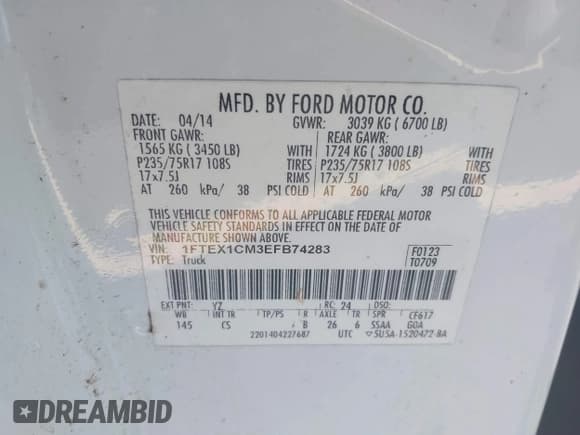 MFD. BY FORD MOTOR CO.
DATE: 04/14 GVWR: 3039 KG ( 6700 LB)
FRONT GAWR: REAR GAWR:
1565 KG ( 3450 LB) WITH 1724 KG ( 3800 LB) WITH
P235/75R17 108S TIRES P235/75R17 108S TIRES
17x7.5J RIMS 17x7.5J RIMS
AT 260 kPa/ 38 PSI COLD AT 260 kPa/ 38 PSI COLD
THIS VEHICLE CONFORMS TO ALL APPLICABLE FEDERAL MOTOR
VEHICLE SAFETY STANDARDS IN EFFECT ON THE DATE OF
MANUFACTURE SHOWN ABOVE.
VIN: 1FTEX1CM3EFB74283 F0123
TYPE: Truck T0709
EXT PNT: YZ RC: 24 DSO:
WB INT TR TP/PS R AXLE TR SPR CF617
145 CS B 26 6 SSAA GOA
2201404227687 UTC ▽5U5A-1520472-BA
DREAMBID